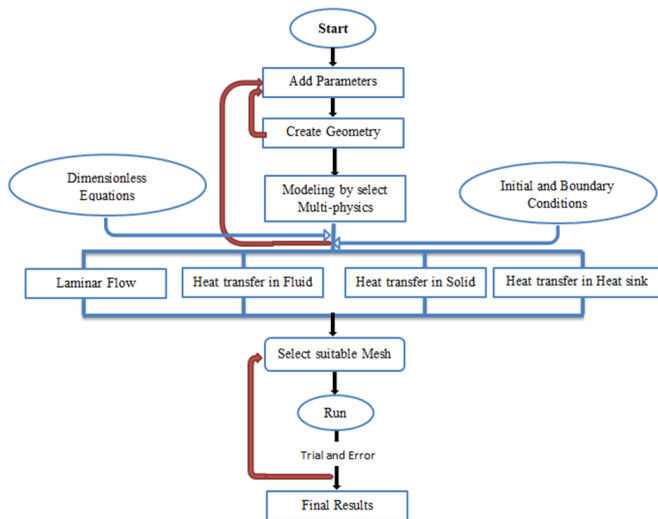 Start
Add Parameters
Create Geometry
Dimensionless
Equations
Modeling by select
Multi-physics
Initial and Boundary
Conditions
Laminar Flow
Heat transfer in Fluid
Heat transfer in Solid
Heat transfer in Heat sink
Select suitable Mesh
Run
Trial and Error
Final Results